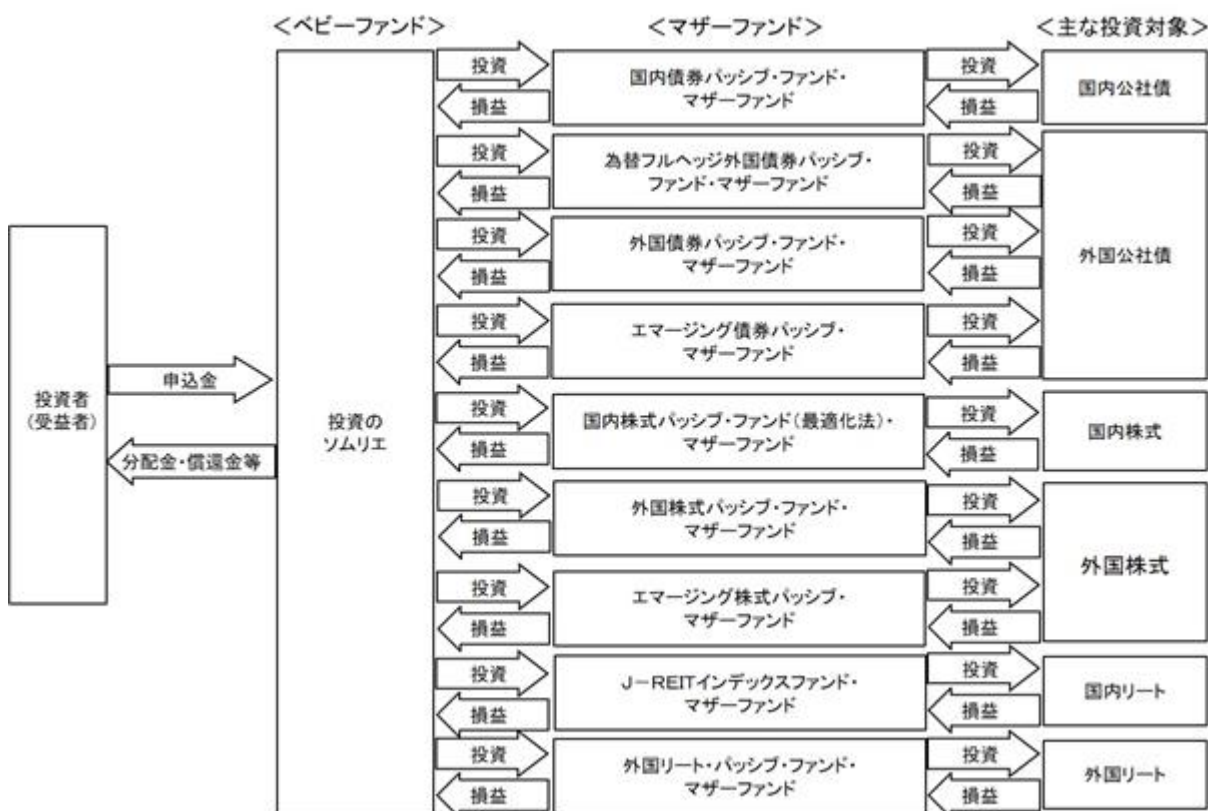 ＜ベビーファンド＞
＜マザーファンド＞
＜主な投資対象＞
投資者
(受益者)
申込金
分配金・償還金等
投資の
ソムリエ
投資
損益
国内債券パッシブ・ファンド・
マザーファンド
投資
損益
国内公社債
投資
損益
為替フルヘッジ外国債券パッシブ・
ファンド・マザーファンド
投資
損益
投資
損益
外国債券パッシブ・ファンド・
マザーファンド
投資
損益
外国公社債
投資
損益
エマージング債券パッシブ・
マザーファンド
投資
損益
投資
損益
国内株式パッシブ・ファンド(最適化法)・
マザーファンド
投資
損益
国内株式
投資
損益
外国株式パッシブ・ファンド・
マザーファンド
投資
損益
外国株式
投資
損益
エマージング株式パッシブ・
マザーファンド
投資
損益
投資
損益
J－REITインデックスファンド・
マザーファンド
投資
損益
国内リート
投資
損益
外国リート・パッシブ・ファンド・
マザーファンド
投資
損益
外国リート